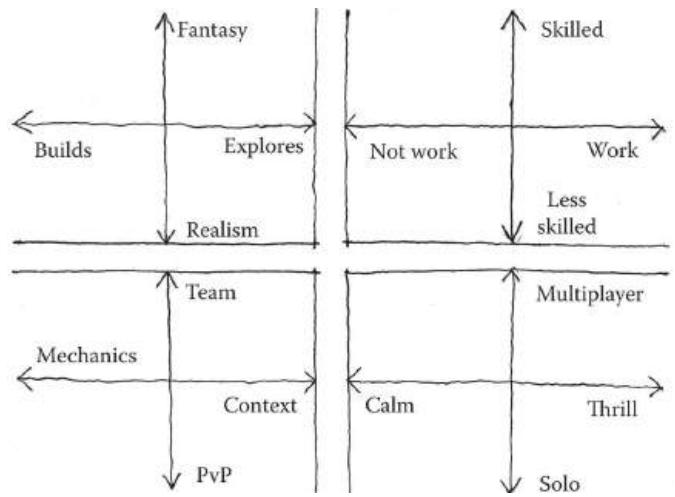 Fantasy
Skilled
Builds
Explores
Not work
Work
Realism
Less
skilled
Team
Multiplayer
Mechanics
Context
Calm
Thrill
PvP
Solo